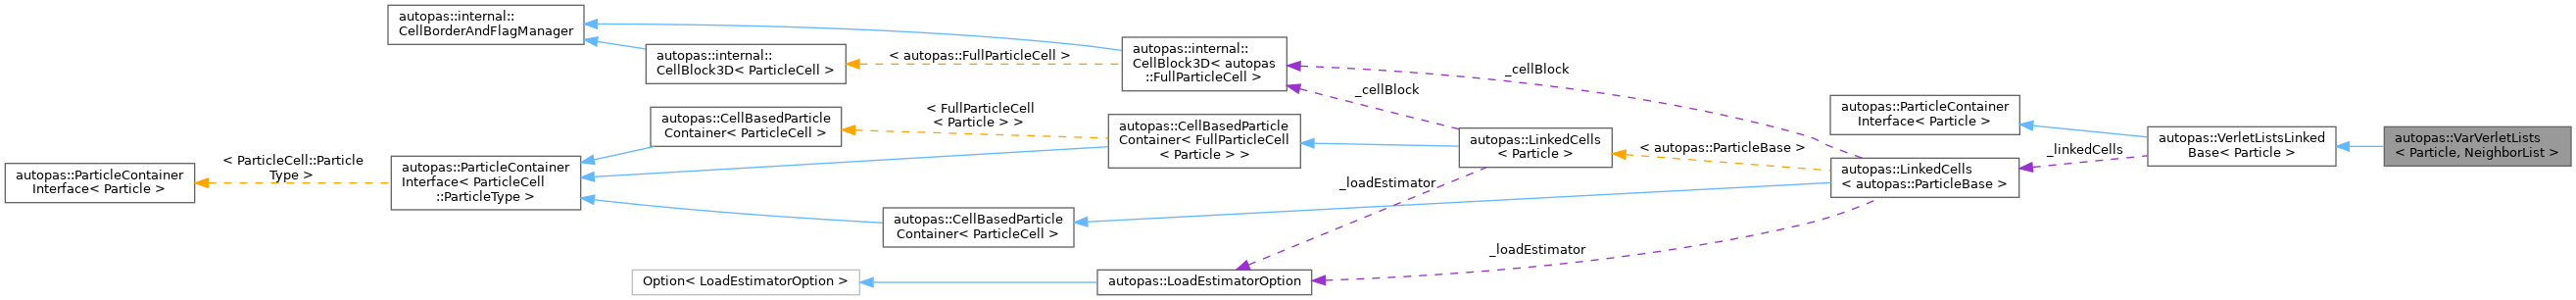 autopas::internal::
CellBorderAndFlagManager
autopas::internal::
CellBlock3D< ParticleCell >
< autopas::FullParticleCell >
autopas::internal::
CellBlock3D< autopas
::FullParticleCell >
_cellBlock
_cellBlock
autopas::CellBasedParticle
Container< ParticleCell >
< FullParticleCell
< Particle > >
autopas::CellBasedParticle
Container< FullParticleCell
< Particle > >
autopas::LinkedCells
< Particle >
< autopas::ParticleBase >
autopas::ParticleContainer
Interface< Particle >
autopas::VerletListsLinked
Base< Particle >
autopas::VarVerletLists
< Particle, NeighborList >
_linkedCells
autopas::LinkedCells
< autopas::ParticleBase >
autopas::ParticleContainer
Interface< Particle >
< ParticleCell::Particle
Type >
autopas::ParticleContainer
Interface< ParticleCell
::ParticleType >
_loadEstimator
autopas::CellBasedParticle
Container< ParticleCell >
_loadEstimator
Option< LoadEstimatorOption >
autopas::LoadEstimatorOption